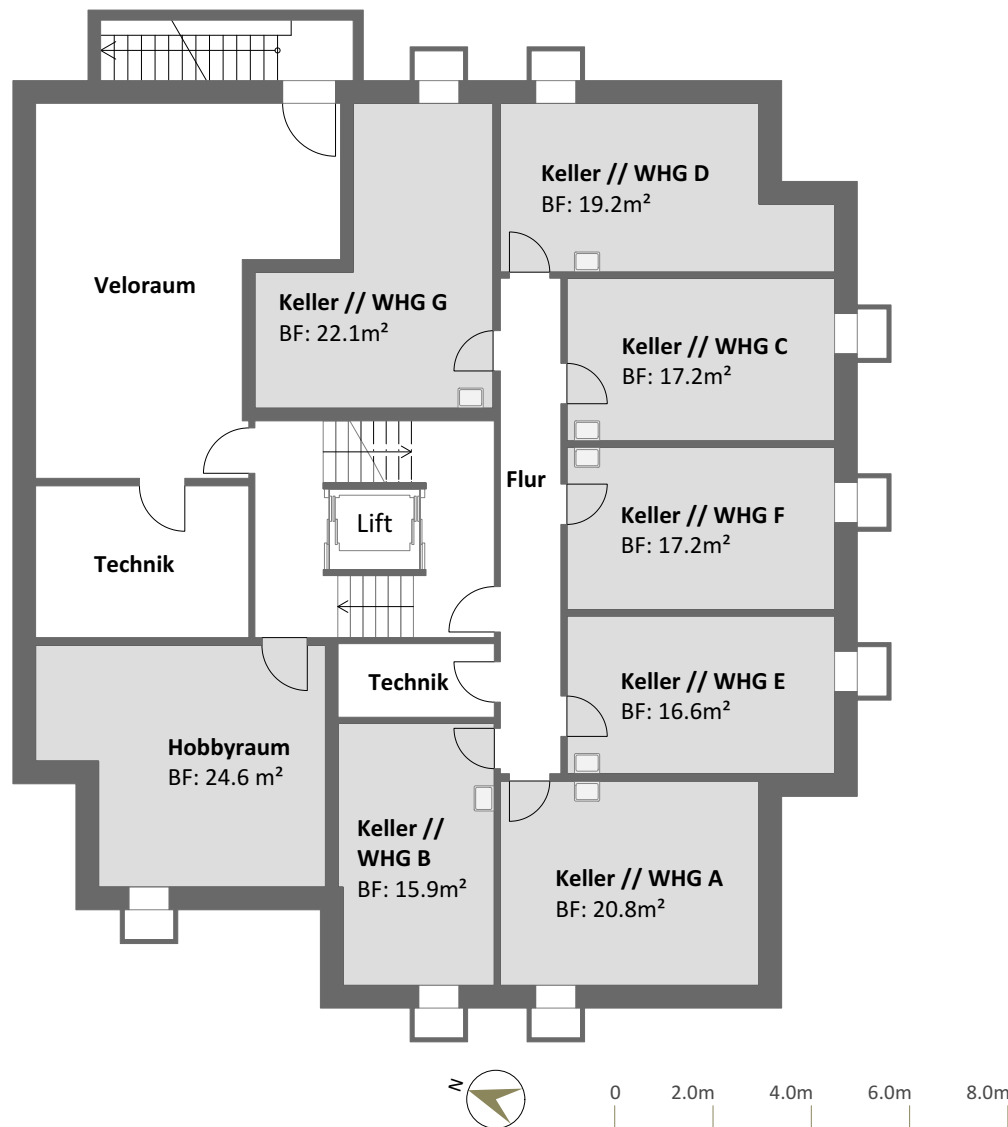 Keller // WHG D
BF: 19.2m²
Veloraum
Keller // WHG G
BF: 22.1m²
Keller // WHG C
BF: 17.2m²
Flur
Keller // WHG F
BF: 17.2m²
Lift
Technik
Keller // WHG E
BF: 16.6m²
Technik
Hobbyraum
BF: 24.6 m²
Keller //
WHG B
BF: 15.9m²
Keller // WHG A
BF: 20.8m²
N
0 2.0m 4.0m 6.0m 8.0m